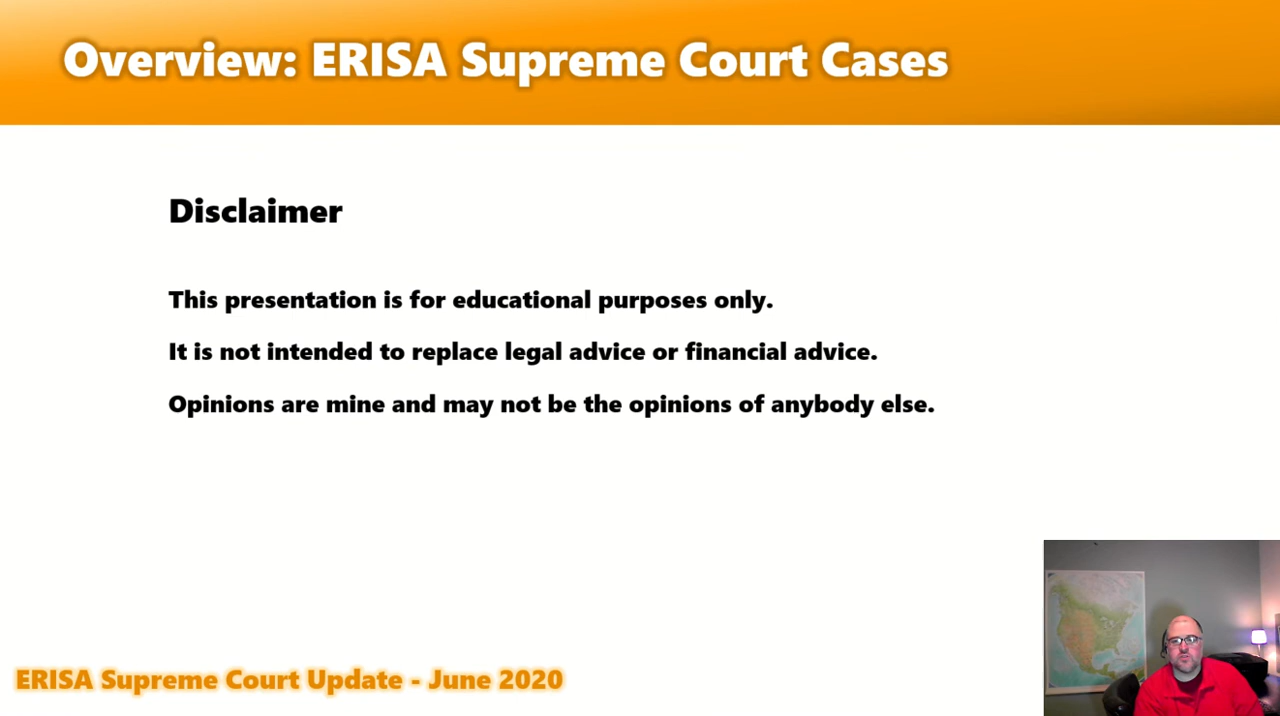 Overview: ERISA Supreme Court Cases
Disclaimer
This presentation is for educational purposes only.
It is not intended to replace legal advice or financial advice.
Opinions are mine and may not be the opinions of anybody else.
ERISA Supreme Court Update - June 2020